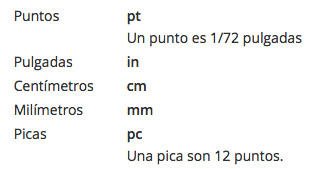 Puntos pt
Un punto es 1/72 pulgadas
Pulgadas in
Centímetros cm
Milímetros mm
Picas pc
Una pica son 12 puntos.